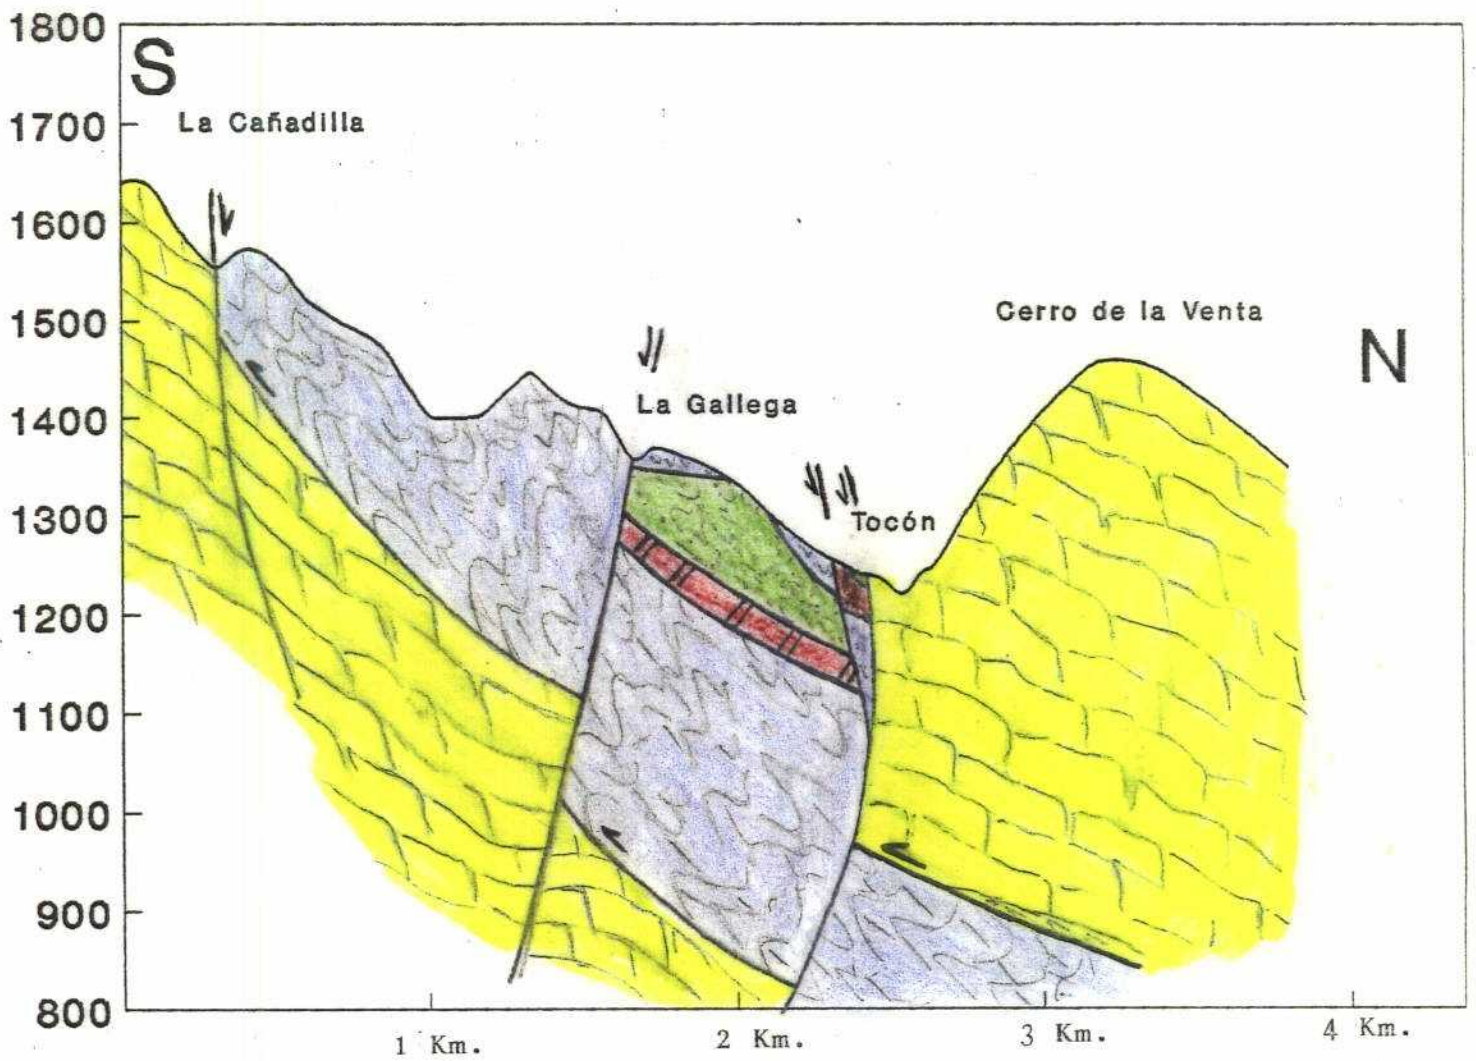 1800
S
La Cañadilla
1700
1600
1500
Cerro de la Venta
N
La Gallega
1400
1300
Tocón
1200
1100
1000
900
800
1 Km.
2 Km.
3 Km.
4 Km.